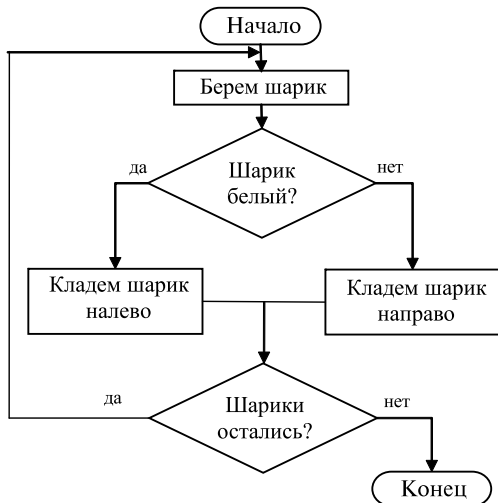 Начало
Берем шарик
Шарик
белый?
да
нет
Кладем шарик
налево
Кладем шарик
направо
Шарики
остались?
да
нет
Конец